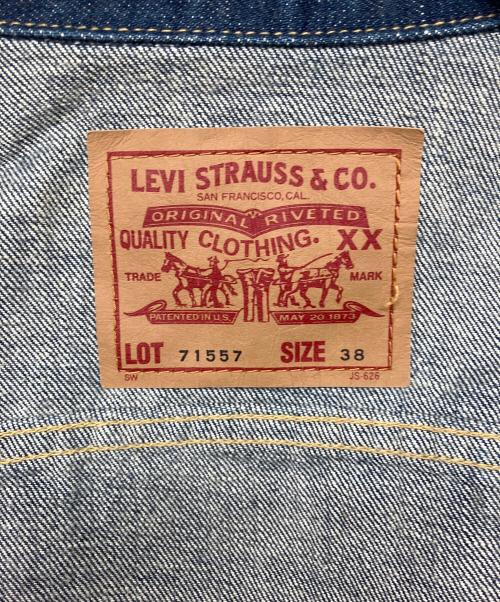 LEVI STRAUSS & CO.
SAN FRANCISCO, CAL.
ORIGINAL RIVETED
QUALITY CLOTHING. XX
TRADE MARK
PATENTED IN U.S. MAY 20 1873
LOT 71557 SIZE 38
SW JS-626